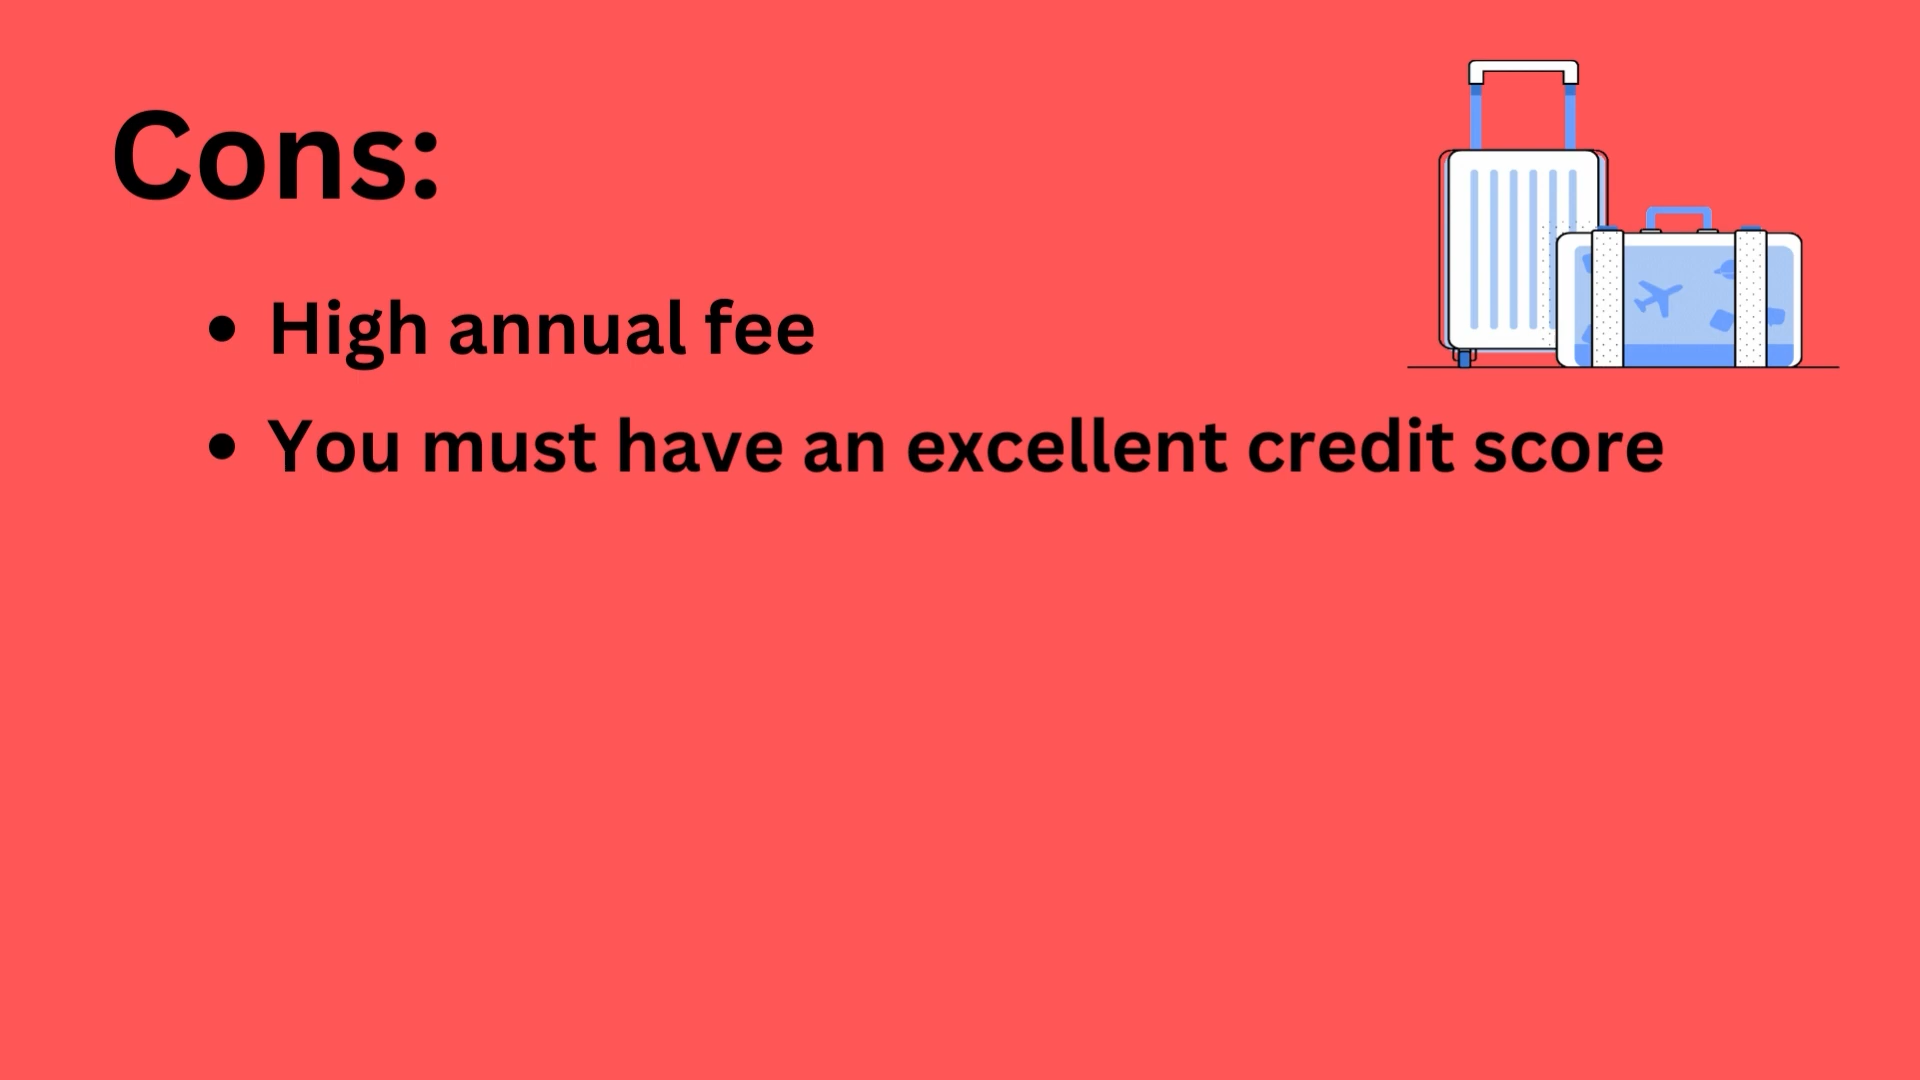 Cons:
• High annual fee
• You must have an excellent credit score